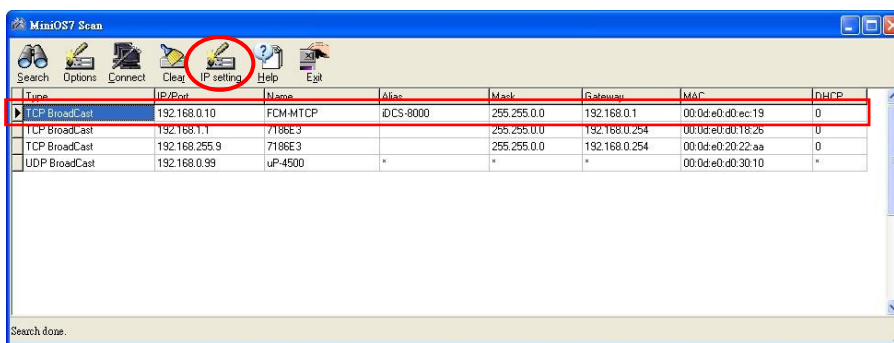 MiniOS7 Scan
Search Options Connect Clear IP setting Help Exit
Type IP/Port Name Alias Mask Gateway MAC DHCP
TCP BroadCast 192.168.0.10 FCM-MTCP iDCS-8000 255.255.0.0 192.168.0.1 00:0d:e0:d0:ec:19 0
TCP BroadCast 192.168.1.1 7186E3 255.255.0.0 192.168.0.254 00:0d:e0:d0:18:26 0
TCP BroadCast 192.168.255.9 7186E3 255.255.0.0 192.168.0.254 00:0d:e0:20:22:aa 0
UDP BroadCast 192.168.0.99 uP-4500 * * * 00:0d:e0:d0:30:10 *
Search done.